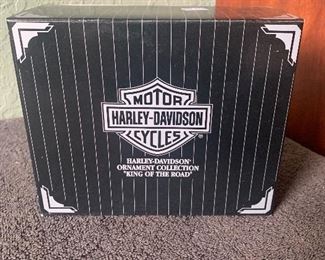 MOTOR
HARLEY-DAVIDSON
CYCLES
HARLEY-DAVIDSON
ORNAMENT COLLECTION
"KING OF THE ROAD"